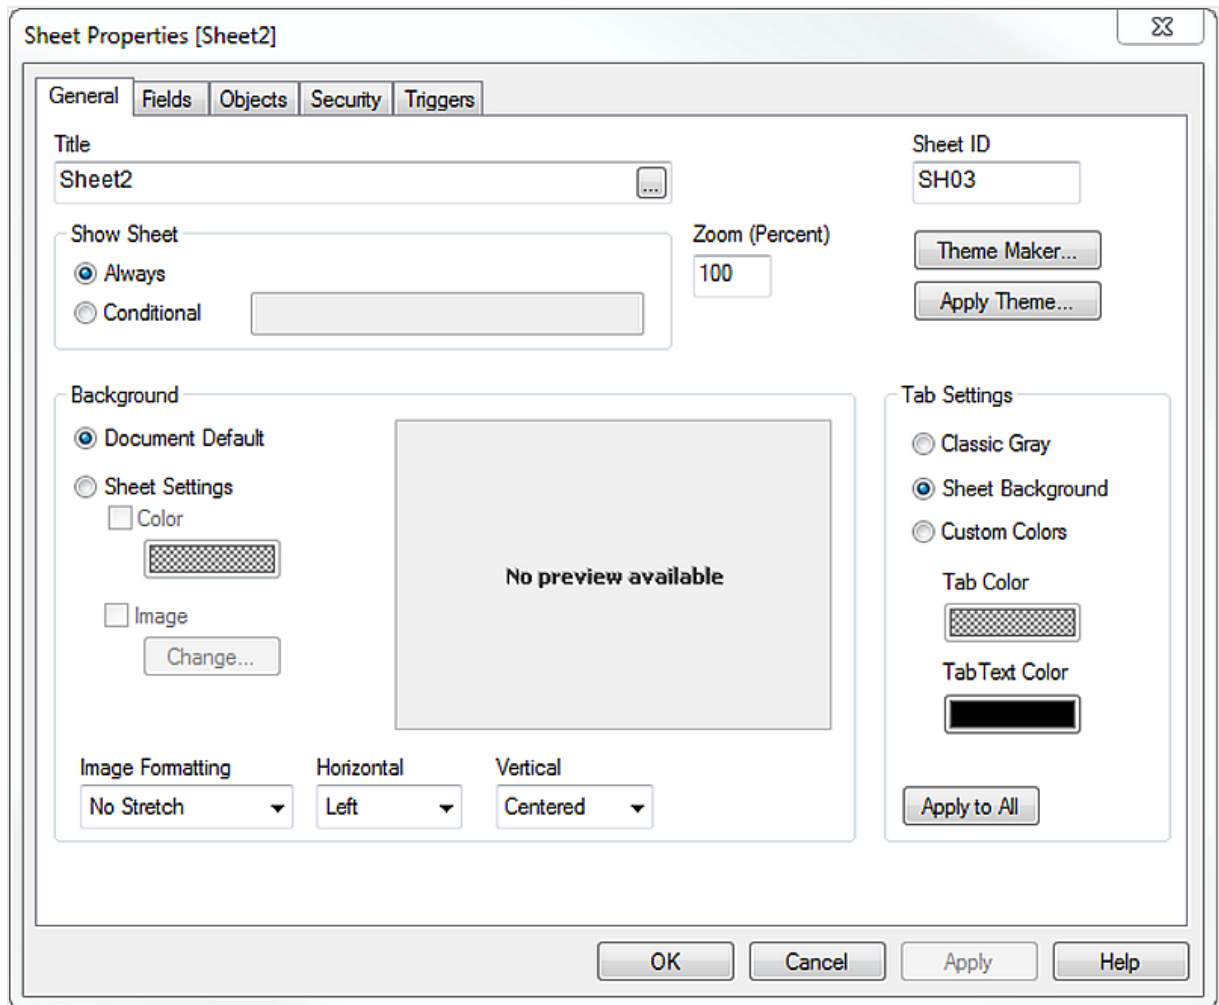 Sheet Properties [Sheet2]
General Fields Objects Security Triggers
Title
Sheet ID
Sheet2
...
SH03
Show Sheet
Always
Conditional
Zoom (Percent)
100
Theme Maker...
Apply Theme...
Background
Document Default
Sheet Settings
Color
Image
Change...
No preview available
Image Formatting
Horizontal
Vertical
No Stretch
Left
Centered
Tab Settings
Classic Gray
Sheet Background
Custom Colors
Tab Color
Tab Text Color
Apply to All
OK
Cancel
Apply
Help